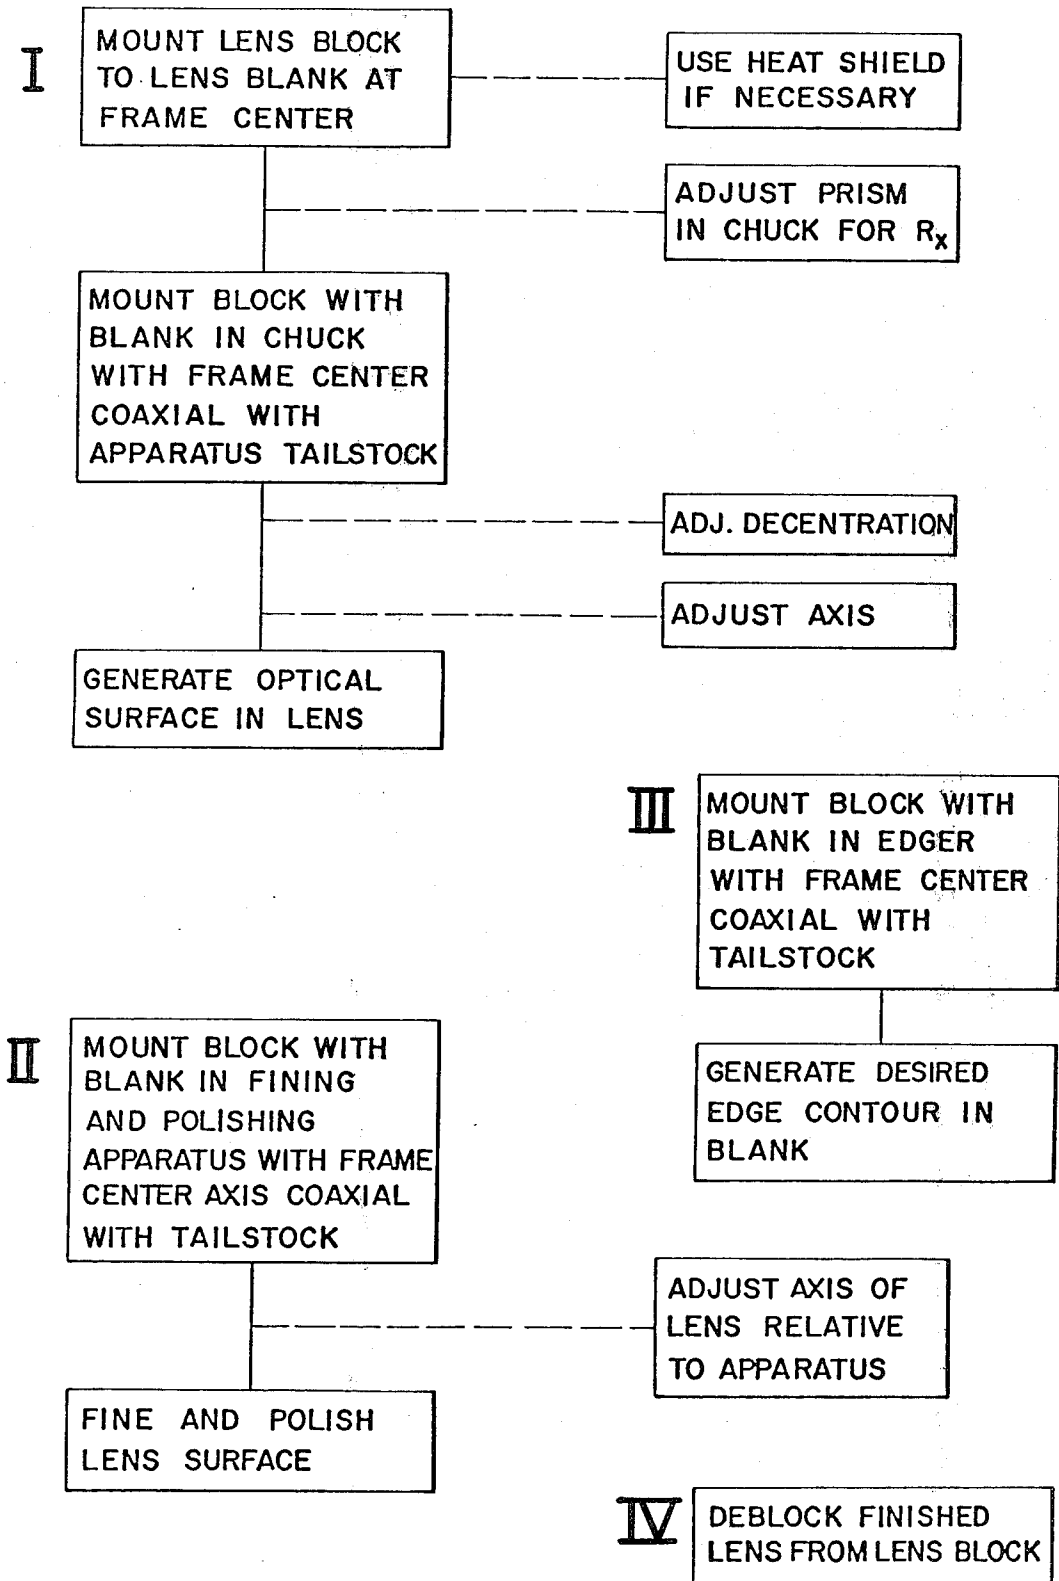 I
MOUNT LENS BLOCK
TO LENS BLANK AT
FRAME CENTER
USE HEAT SHIELD
IF NECESSARY
ADJUST PRISM
IN CHUCK FOR Rx
MOUNT BLOCK WITH
BLANK IN CHUCK
WITH FRAME CENTER
COAXIAL WITH
APPARATUS TAILSTOCK
ADJ. DECENTRATION
ADJUST AXIS
GENERATE OPTICAL
SURFACE IN LENS
II
MOUNT BLOCK WITH
BLANK IN FINING
AND POLISHING
APPARATUS WITH FRAME
CENTER AXIS COAXIAL
WITH TAILSTOCK
ADJUST AXIS OF
LENS RELATIVE
TO APPARATUS
FINE AND POLISH
LENS SURFACE
III
MOUNT BLOCK WITH
BLANK IN EDGER
WITH FRAME CENTER
COAXIAL WITH
TAILSTOCK
GENERATE DESIRED
EDGE CONTOUR IN
BLANK
IV
DEBLOCK FINISHED
LENS FROM LENS BLOCK